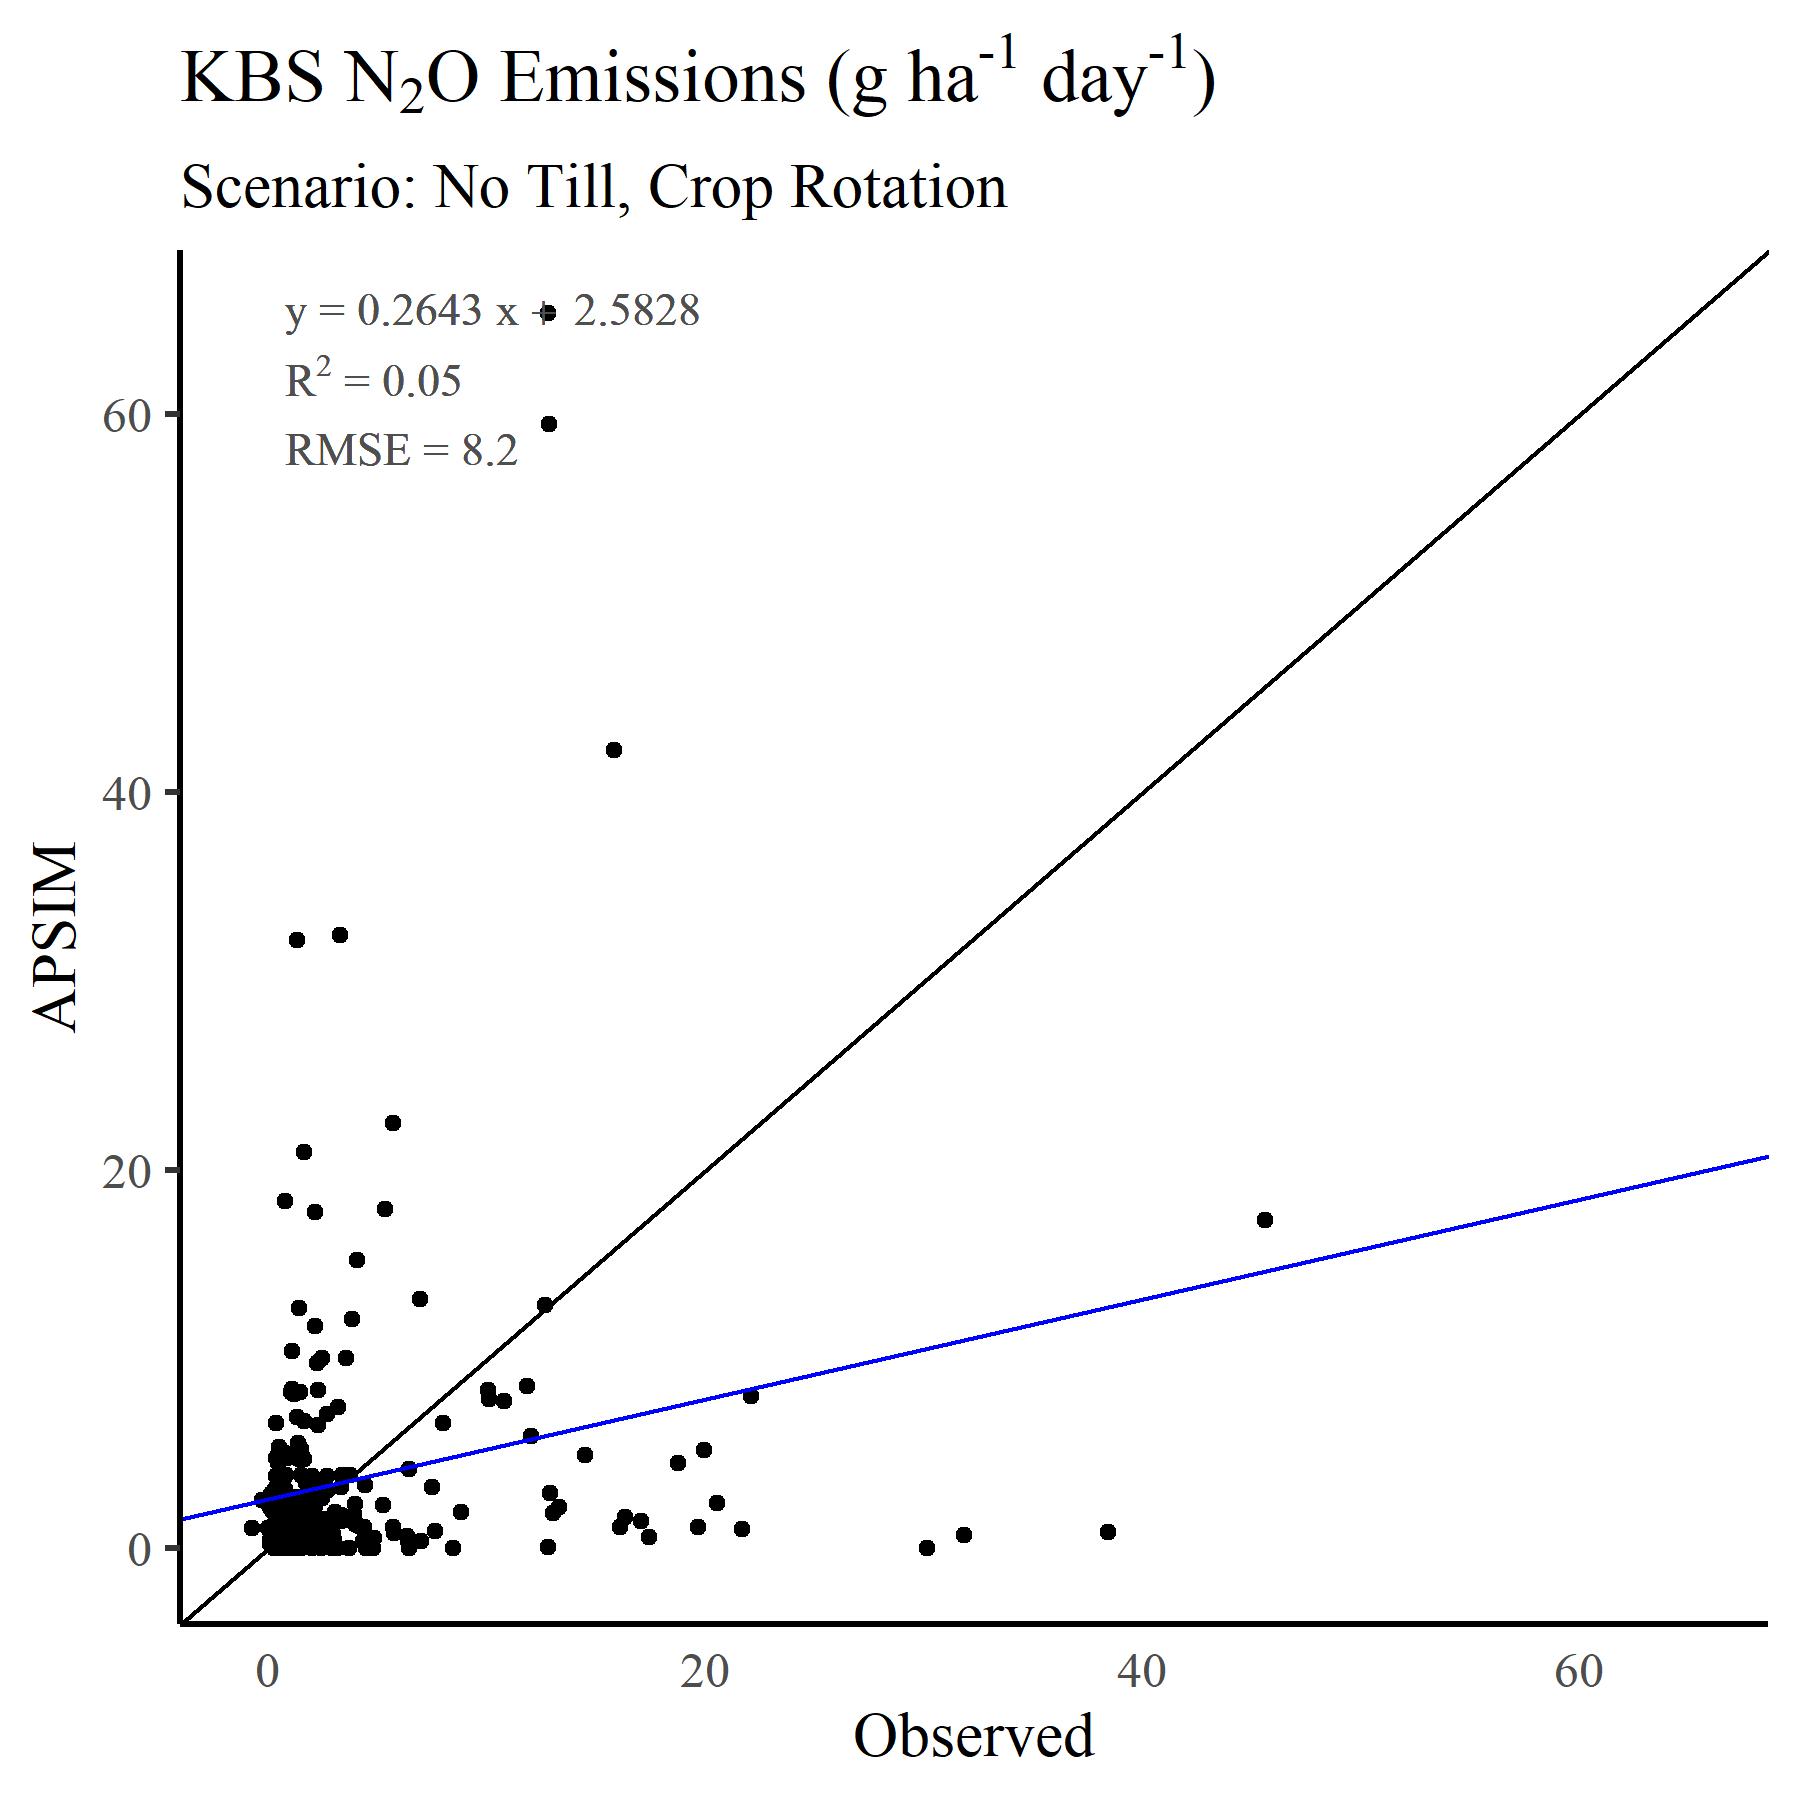 KBS N₂O Emissions (g ha⁻¹ day⁻¹)
Scenario: No Till, Crop Rotation
y = 0.2643 x + 2.5828
R² = 0.05
RMSE = 8.2
60
40
20
0
APSIM
0 20 40 60
Observed